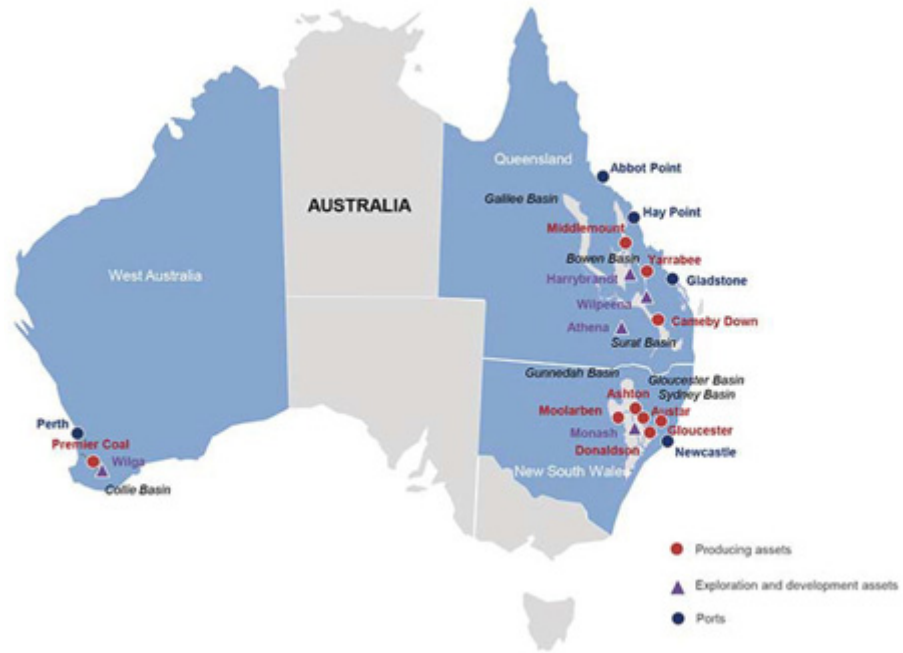 Queensland
Abbot Point
Galilee Basin
Hay Point
Middlemount
AUSTRALIA
Bowen Basin
Yarrabee
West Australia
Harrybrandt
Gladstone
Wilpeena
Athena
Cameby Down
Surat Basin
Gunnedah Basin
Gloucester Basin
Ashton
Sydney Basin
Moolarben
Austar
Perth
Monash
Gloucester
Premier Coal
Donaldson
Newcastle
Wilga
New South Wales
Collie Basin
Producing assets
Exploration and development assets
Ports